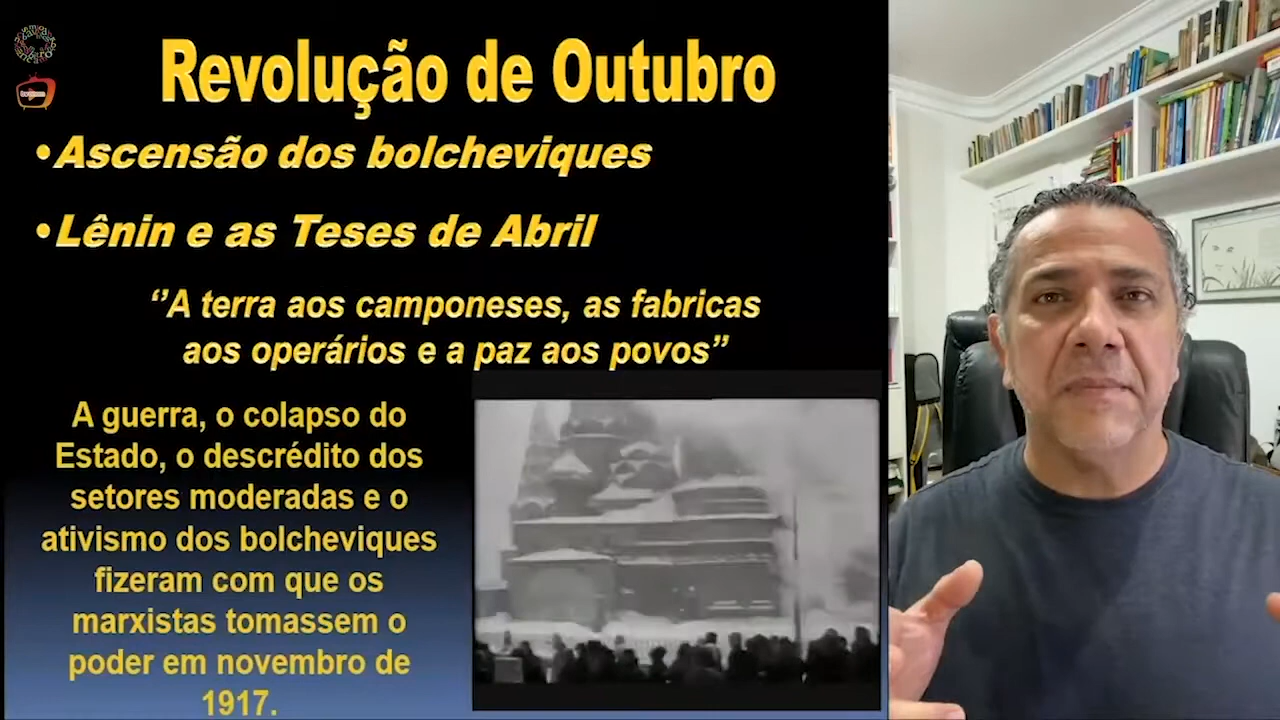 Revolução de Outubro
•Ascensão dos bolcheviques
•Lênin e as Teses de Abril
‘’A terra aos camponeses, as fabricas
aos operários e a paz aos povos”
A guerra, o colapso do
Estado, o descrédito dos
setores moderadas e o
ativismo dos bolcheviques
fizeram com que os
marxistas tomassem o
poder em novembro de
1917.